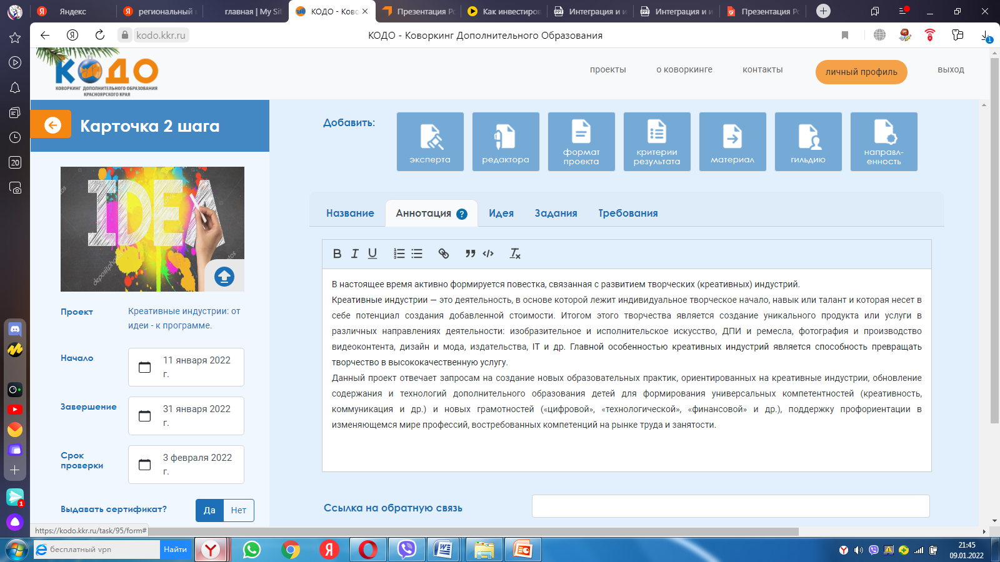 Яндекс
региональный
главная | My Sit
КОДО - Ково
Презентация Ро
Как инвестиров
Интеграция и и
Интеграция и и
Презентация Ро
kodo.kkr.ru
КОДО - Коворкинг Дополнительного Образования
1
КОДО
КОВОРКИНГ ДОПОЛНИТЕЛЬНОГО ОБРАЗОВАНИЯ
КРАСНОЯРСКОГО КРАЯ
проекты
о коворкинге
контакты
личный профиль
выход
20
Карточка 2 шага
IDEA
depositphotos
Проект
Креативные индустрии: от
идеи - к программе.
Начало
11 января 2022
г.
Завершение
31 января 2022
г.
Срок
проверки
3 февраля 2022
г.
Выдавать сертификат?
Да
Нет
Добавить:
эксперта
редактора
формат
проекта
критерии
результата
материал
гильдию
направл-
енность
Название
Аннотация ?
Идея
Задания
Требования
В настоящее время активно формируется повестка, связанная с развитием творческих (креативных) индустрий.
Креативные индустрии — это деятельность, в основе которой лежит индивидуальное творческое начало, навык или талант и которая несет в
себе потенциал создания добавленной стоимости. Итогом этого творчества является создание уникального продукта или услуги в
различных направлениях деятельности: изобразительное и исполнительское искусство, ДПИ и ремесла, фотография и производство
видеоконтента, дизайн и мода, издательства, IT и др. Главной особенностью креативных индустрий является способность превращать
творчество в высококачественную услугу.
Данный проект отвечает запросам на создание новых образовательных практик, ориентированных на креативные индустрии, обновление
содержания и технологий дополнительного образования детей для формирования универсальных компетентностей (креативность,
коммуникация и др.) и новых грамотностей («цифровой», «технологической», «финансовой» и др.), поддержку профориентации в
изменяющемся мире профессий, востребованных компетенций на рынке труда и занятости.
Ссылка на обратную связь
1
https://kodo.kkr.ru/task/95/form#
бесплатный vpn
Найти
21:45
09.01.2022